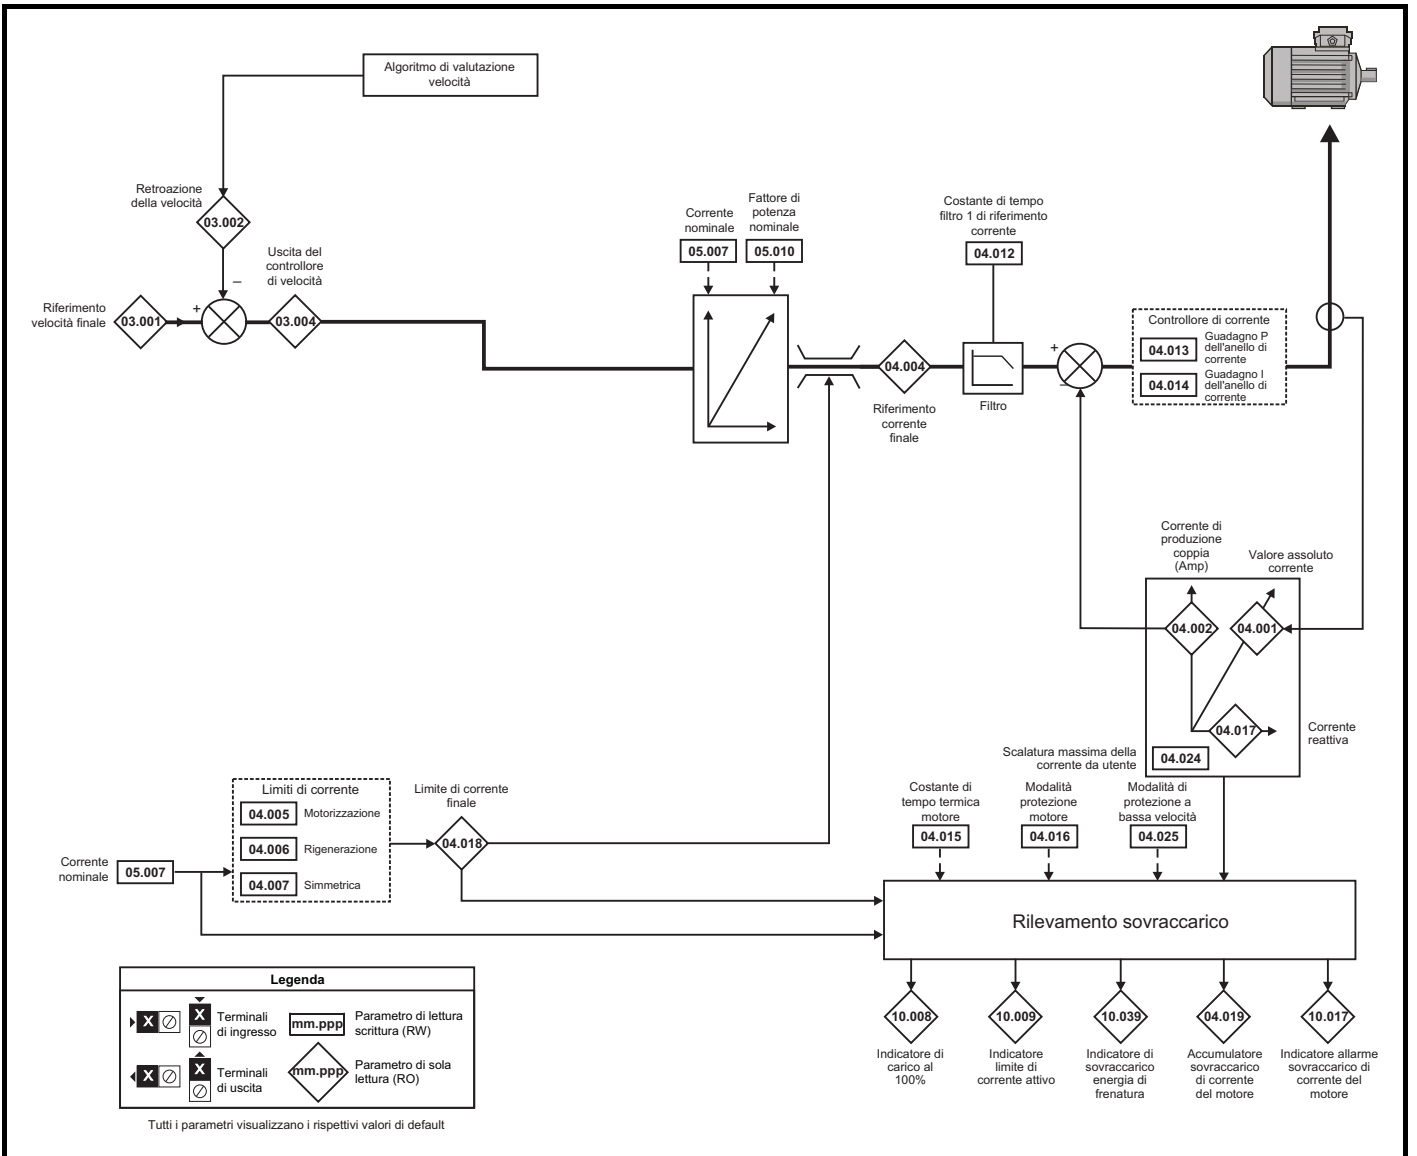 Algoritmo di valutazione
velocità
Retroazione
della velocità
03.002
Uscita del
controllore
di velocità
Riferimento
velocità finale
03.001
+
–
03.004
Corrente
nominale
05.007
Fattore di
potenza
nominale
05.010
Costante di tempo
filtro 1 di riferimento
corrente
04.012
04.004
Riferimento
corrente
finale
Filtro
+
–
Controllore di corrente
04.013
Guadagno P
dell'anello di
corrente
04.014
Guadagno I
dell'anello di
corrente
Corrente di
produzione
coppia
(Amp)
Valore assoluto
corrente
04.002
04.001
04.017
Corrente
reattiva
Scalatura massima della
corrente da utente
04.024
Limiti di corrente
04.005 Motorizzazione
04.006 Rigenerazione
04.007 Simmetrica
Limite di corrente
finale
04.018
Corrente
nominale
05.007
Costante di
tempo termica
motore
04.015
Modalità
protezione
motore
04.016
Modalità di
protezione a
bassa velocità
04.025
Rilevamento sovraccarico
10.008
Indicatore di
carico al
100%
10.009
Indicatore
limite di
corrente attivo
10.039
Indicatore di
sovraccarico
energia di
frenatura
04.019
Accumulatore
sovraccarico
di corrente
del motore
10.017
Indicatore allarme
sovraccarico di
corrente del
motore
Legenda
X
X
Terminali
di ingresso
mm.ppp
Parametro di lettura
scrittura (RW)
X
X
Terminali
di uscita
mm.ppp
Parametro di sola
lettura (RO)
Tutti i parametri visualizzano i rispettivi valori di default